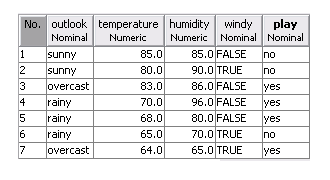 No. outlook temperature humidity windy play
Nominal Numeric Numeric Nominal Nominal
1 sunny 85.0 85.0 FALSE no
2 sunny 80.0 90.0 TRUE no
3 overcast 83.0 86.0 FALSE yes
4 rainy 70.0 96.0 FALSE yes
5 rainy 68.0 80.0 FALSE yes
6 rainy 65.0 70.0 TRUE no
7 overcast 64.0 65.0 TRUE yes